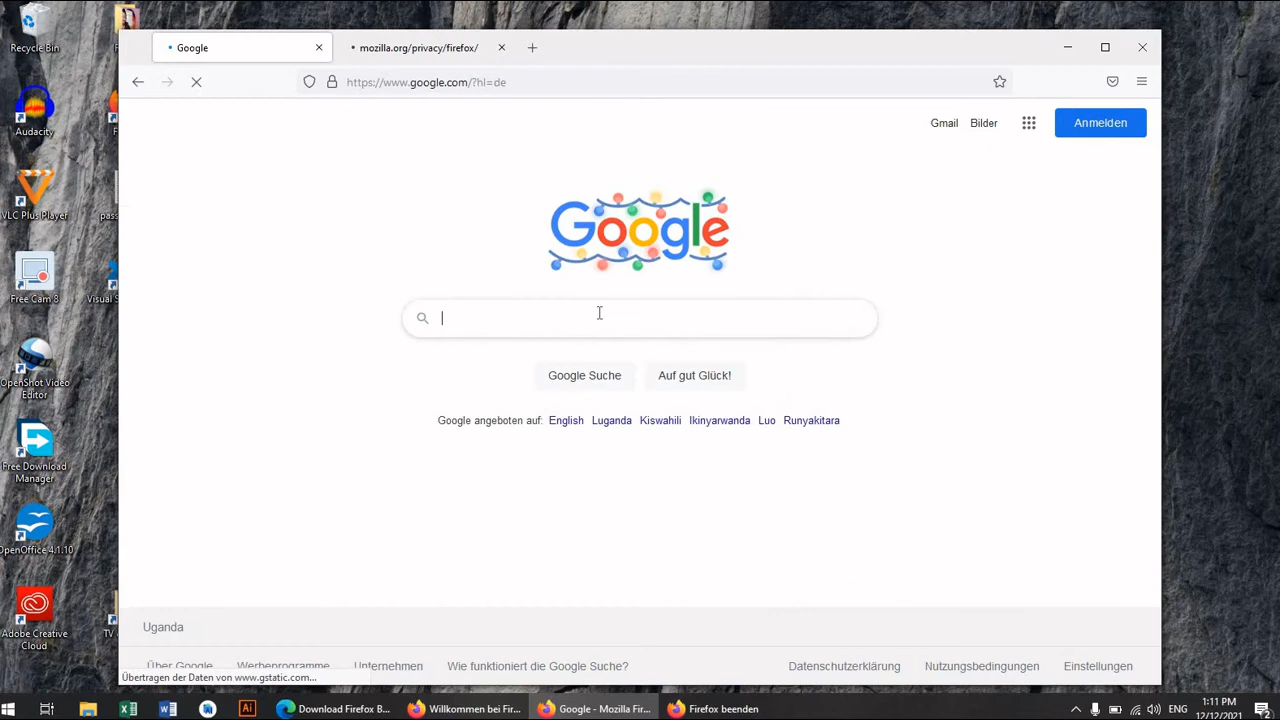 Recycle Bin
Audacity
VLC Plus Player
Free Cam 8
OpenShot Video
Editor
Free Download
Manager
OpenOffice 4.1.10
Adobe Creative
Cloud
Google
mozilla.org/privacy/firefox/
https://www.google.com/?hl=de
Gmail Bilder Anmelden
Google
Google Suche Auf gut Glück!
Google angeboten auf: English Luganda Kiswahili Ikinyarwanda Luo Runyakitara
Uganda
Über Google Werbeprogramme Unternehmen Wie funktioniert die Google Suche? Datenschutzerklärung Nutzungsbedingungen Einstellungen
Übertragen der Daten von www.gstatic.com...
Download Firefox B... Willkommen bei Fir... Google - Mozilla Fir... Firefox beenden
ENG
1:11 PM
12/12/2021
2